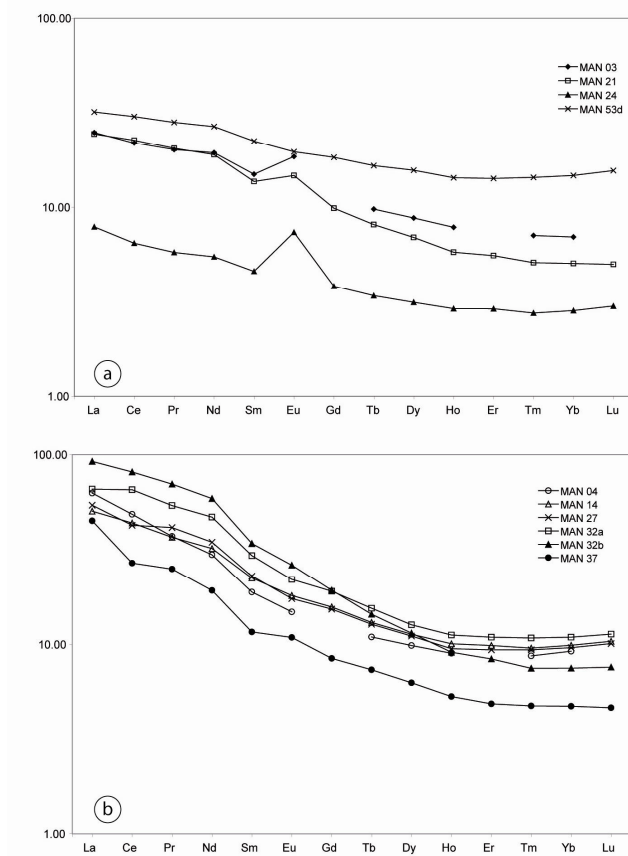 100.00
MAN 03
MAN 21
MAN 24
MAN 53d
10.00
a
1.00
La Ce Pr Nd Sm Eu Gd Tb Dy Ho Er Tm Yb Lu
100.00
MAN 04
MAN 14
MAN 27
MAN 32a
MAN 32b
MAN 37
10.00
b
1.00
La Ce Pr Nd Sm Eu Gd Tb Dy Ho Er Tm Yb Lu